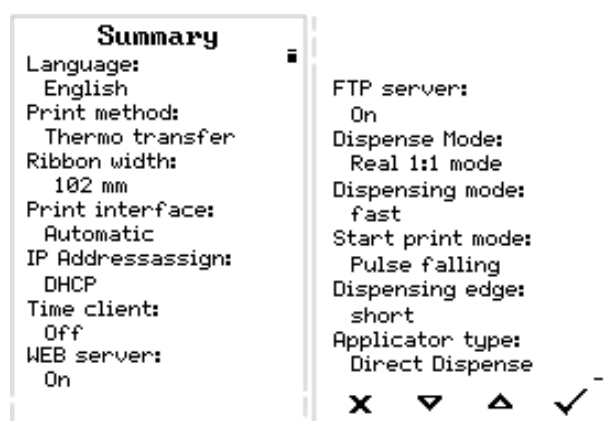 Summary
Language:
English
Print method:
Thermo transfer
Ribbon width:
102 mm
Print interface:
Automatic
IP Addressassign:
DHCP
Time client:
Off
WEB server:
On
FTP server:
On
Dispense Mode:
Real 1:1 mode
Dispensing mode:
fast
Start print mode:
Pulse falling
Dispensing edge:
short
Applicator type:
Direct Dispense